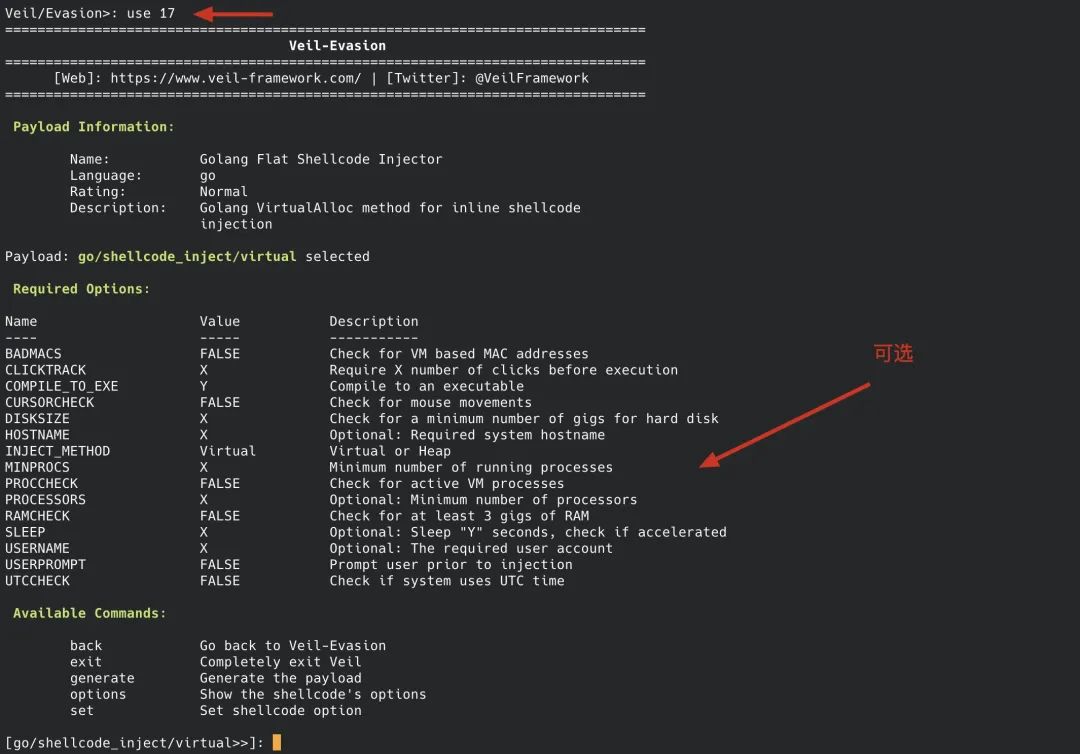 Veil/Evasion>: use 17
===============================================================================
Veil-Evasion
===============================================================================
[Web]: https://www.veil-framework.com/ | [Twitter]: @VeilFramework
===============================================================================
Payload Information:
Name: Golang Flat Shellcode Injector
Language: go
Rating: Normal
Description: Golang VirtualAlloc method for inline shellcode
injection
Payload: go/shellcode_inject/virtual selected
Required Options:
Name Value Description
---- ----- -----------
BADMACS FALSE Check for VM based MAC addresses
CLICKTRACK X Require X number of clicks before execution
COMPILE_TO_EXE Y Compile to an executable
CURSORCHECK FALSE Check for mouse movements
DISKSIZE X Check for a minimum number of gigs for hard disk
HOSTNAME X Optional: Required system hostname
INJECT_METHOD Virtual Virtual or Heap
MINPROCS X Minimum number of running processes
PROCCHECK FALSE Check for active VM processes
PROCESSORS X Optional: Minimum number of processors
RAMCHECK FALSE Check for at least 3 gigs of RAM
SLEEP X Optional: Sleep "Y" seconds, check if accelerated
USERNAME X Optional: The required user account
USERPROMPT FALSE Prompt user prior to injection
UTCCHECK FALSE Check if system uses UTC time
可选
Available Commands:
back Go back to Veil-Evasion
exit Completely exit Veil
generate Generate the payload
options Show the shellcode's options
set Set shellcode option
[go/shellcode_inject/virtual>>]: